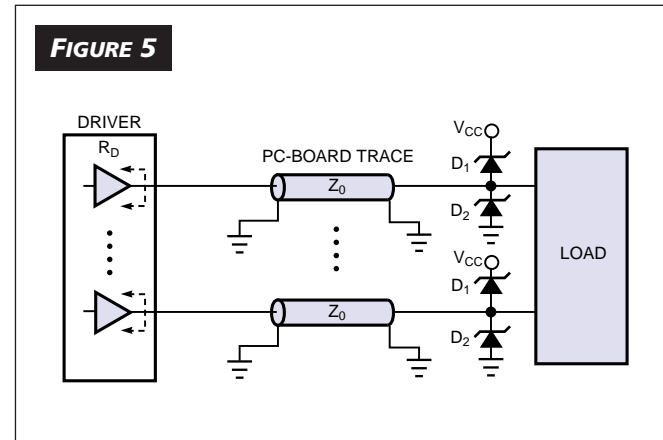 FIGURE 5
DRIVER
R_D
PC-BOARD TRACE
Z_0
V_CC
D_1
D_2
LOAD
V_CC
D_1
Z_0
D_2